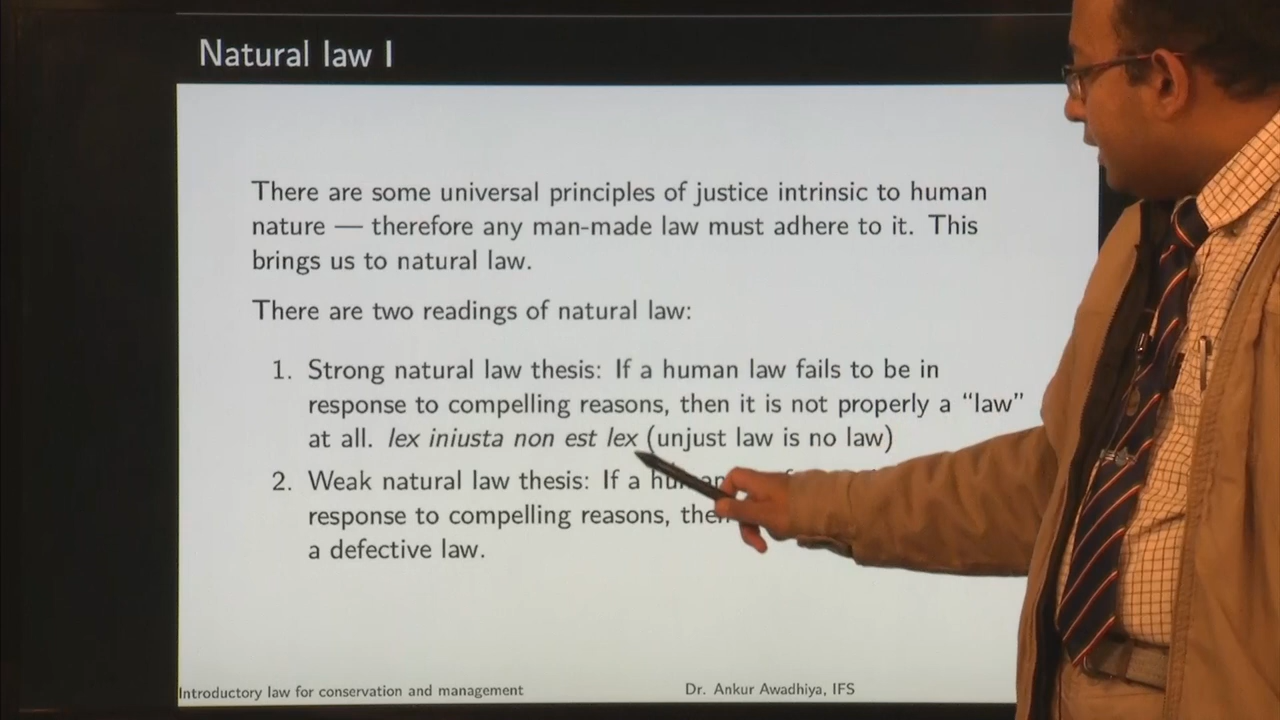 Natural law I
There are some universal principles of justice intrinsic to human
nature — therefore any man-made law must adhere to it. This
brings us to natural law.
There are two readings of natural law:
1. Strong natural law thesis: If a human law fails to be in
response to compelling reasons, then it is not properly a “law”
at all. lex iniusta non est lex (unjust law is no law)
2. Weak natural law thesis: If a
response to compelling reasons,
a defective law.
Introductory law for conservation and management
Dr. Ankur Awadhiya, IFS